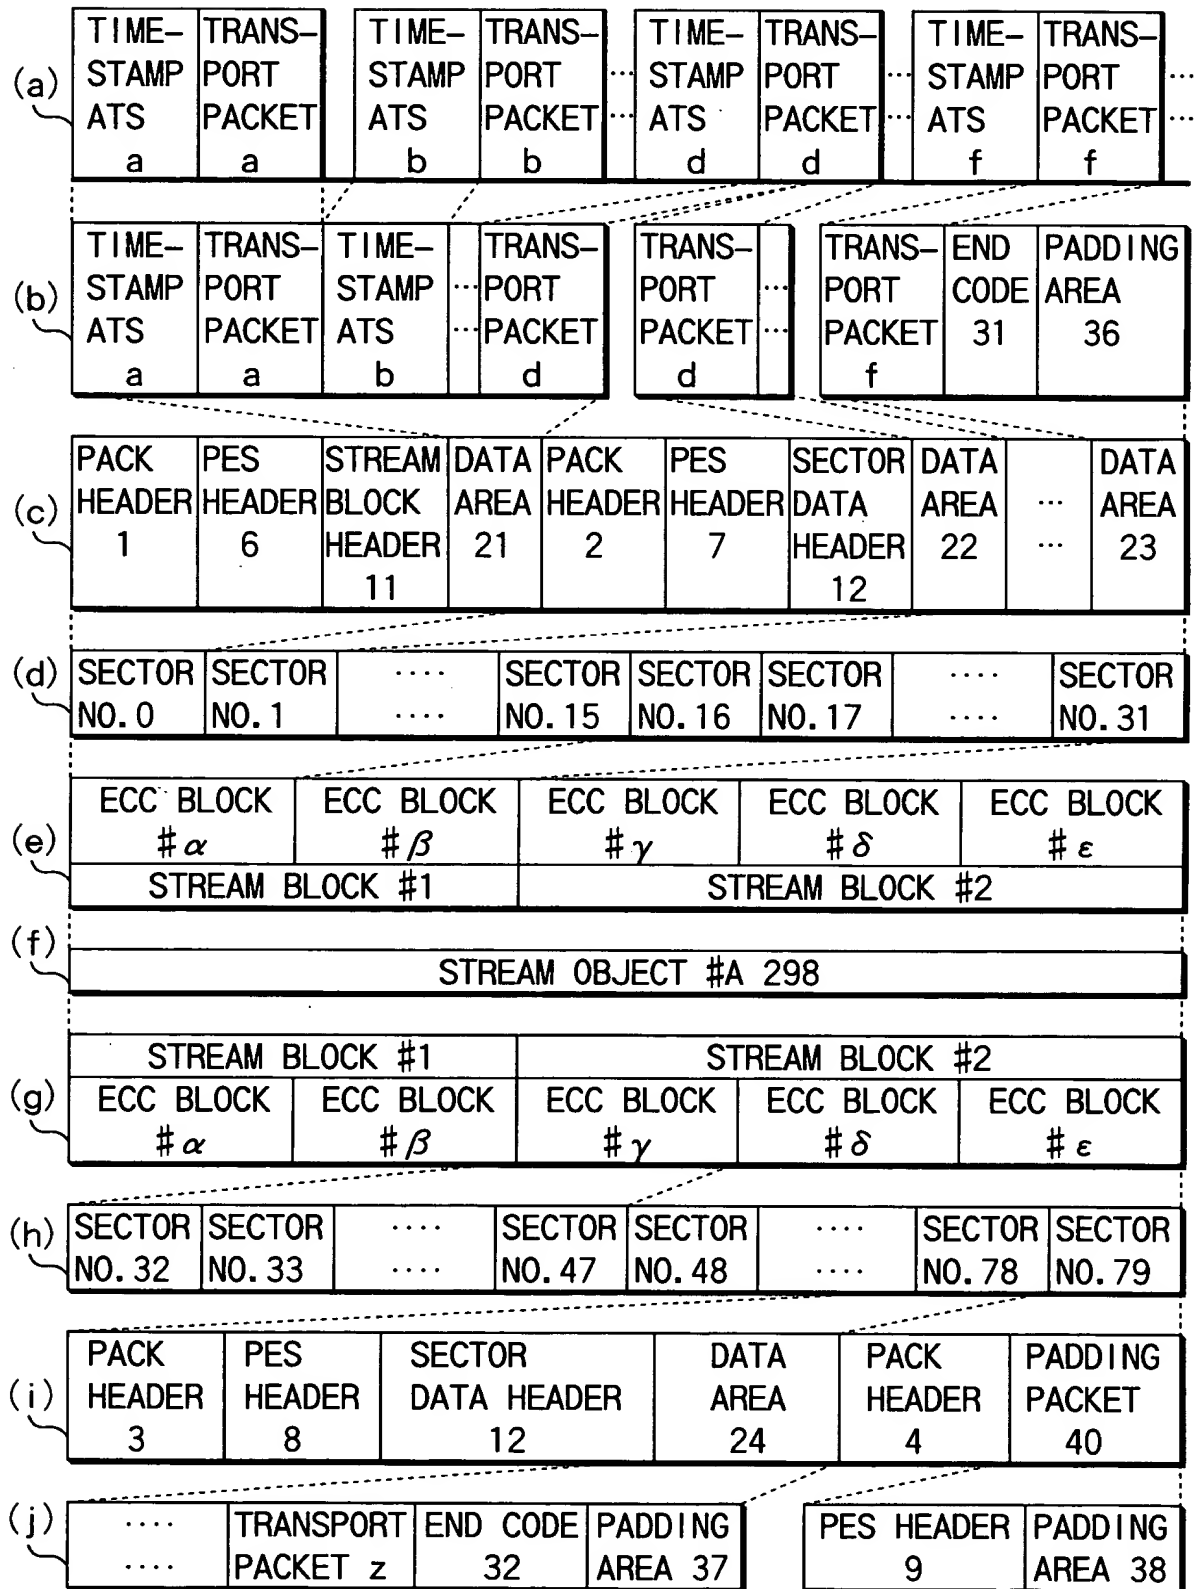 (a)
TIME- TRANS- TIME- TRANS- TIME- TRANS- TIME- TRANS-
STAMP PORT STAMP PORT ... STAMP PORT ... STAMP PORT ...
ATS PACKET ATS PACKET ... ATS PACKET ... ATS PACKET ...
a a b b d d f f
(b)
TIME- TRANS- TIME- TRANS- TRANS- TRANS- END PADDING
STAMP PORT STAMP ... PORT PORT ... PORT CODE AREA
ATS PACKET ATS ... PACKET PACKET ... PACKET 31 36
a a b d d f
(c)
PACK PES STREAM DATA PACK PES SECTOR DATA DATA
HEADER HEADER BLOCK AREA HEADER HEADER DATA AREA ... AREA
1 6 HEADER 21 2 7 HEADER 22 ... 23
11 12
(d)
SECTOR SECTOR .... SECTOR SECTOR SECTOR .... SECTOR
NO.0 NO.1 .... NO.15 NO.16 NO.17 .... NO.31
(e)
ECC BLOCK ECC BLOCK ECC BLOCK ECC BLOCK ECC BLOCK
#α #β #γ #δ #ε
STREAM BLOCK #1 STREAM BLOCK #2
(f)
STREAM OBJECT #A 298
(g)
STREAM BLOCK #1 STREAM BLOCK #2
ECC BLOCK ECC BLOCK ECC BLOCK ECC BLOCK ECC BLOCK
#α #β #γ #δ #ε
(h)
SECTOR SECTOR .... SECTOR SECTOR .... SECTOR SECTOR
NO.32 NO.33 .... NO.47 NO.48 .... NO.78 NO.79
(i)
PACK PES SECTOR DATA PACK PADDING
HEADER HEADER DATA HEADER AREA HEADER PACKET
3 8 12 24 4 40
(j)
.... TRANSPORT END CODE PADDING PES HEADER PADDING
.... PACKET z 32 AREA 37 9 AREA 38